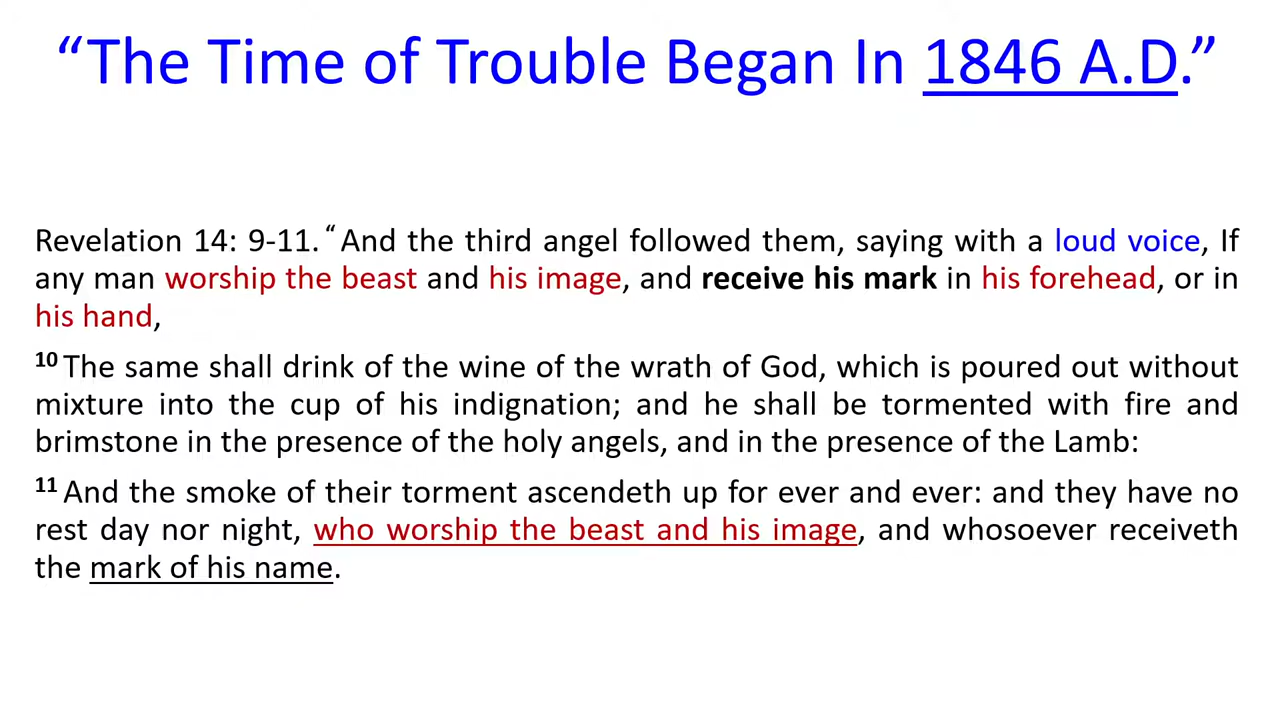 “The Time of Trouble Began In 1846 A.D.”
Revelation 14: 9-11. “ And the third angel followed them, saying with a loud voice, If
any man worship the beast and his image, and receive his mark in his forehead, or in
his hand,
10 The same shall drink of the wine of the wrath of God, which is poured out without
mixture into the cup of his indignation; and he shall be tormented with fire and
brimstone in the presence of the holy angels, and in the presence of the Lamb:
11 And the smoke of their torment ascendeth up for ever and ever: and they have no
rest day nor night, who worship the beast and his image, and whosoever receiveth
the mark of his name.